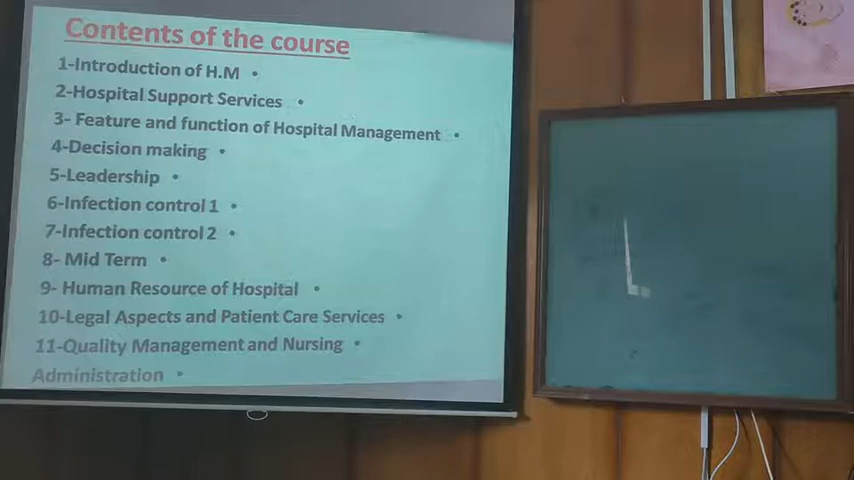 Contents of the course
1-Introduction of H.M •
2-Hospital Support Services •
3- Feature and function of Hospital Management •
4-Decision making •
5-Leadership •
6-Infection control 1 •
7-Infection control 2 •
8- Mid Term •
9- Human Resource of Hospital •
10-Legal Aspects and Patient Care Services •
11-Quality Management and Nursing •
Administration •